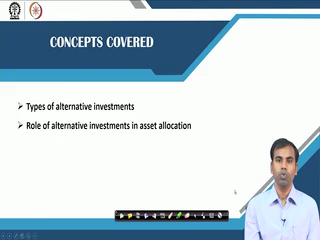 CONCEPTS COVERED
Types of alternative investments
Role of alternative investments in asset allocation